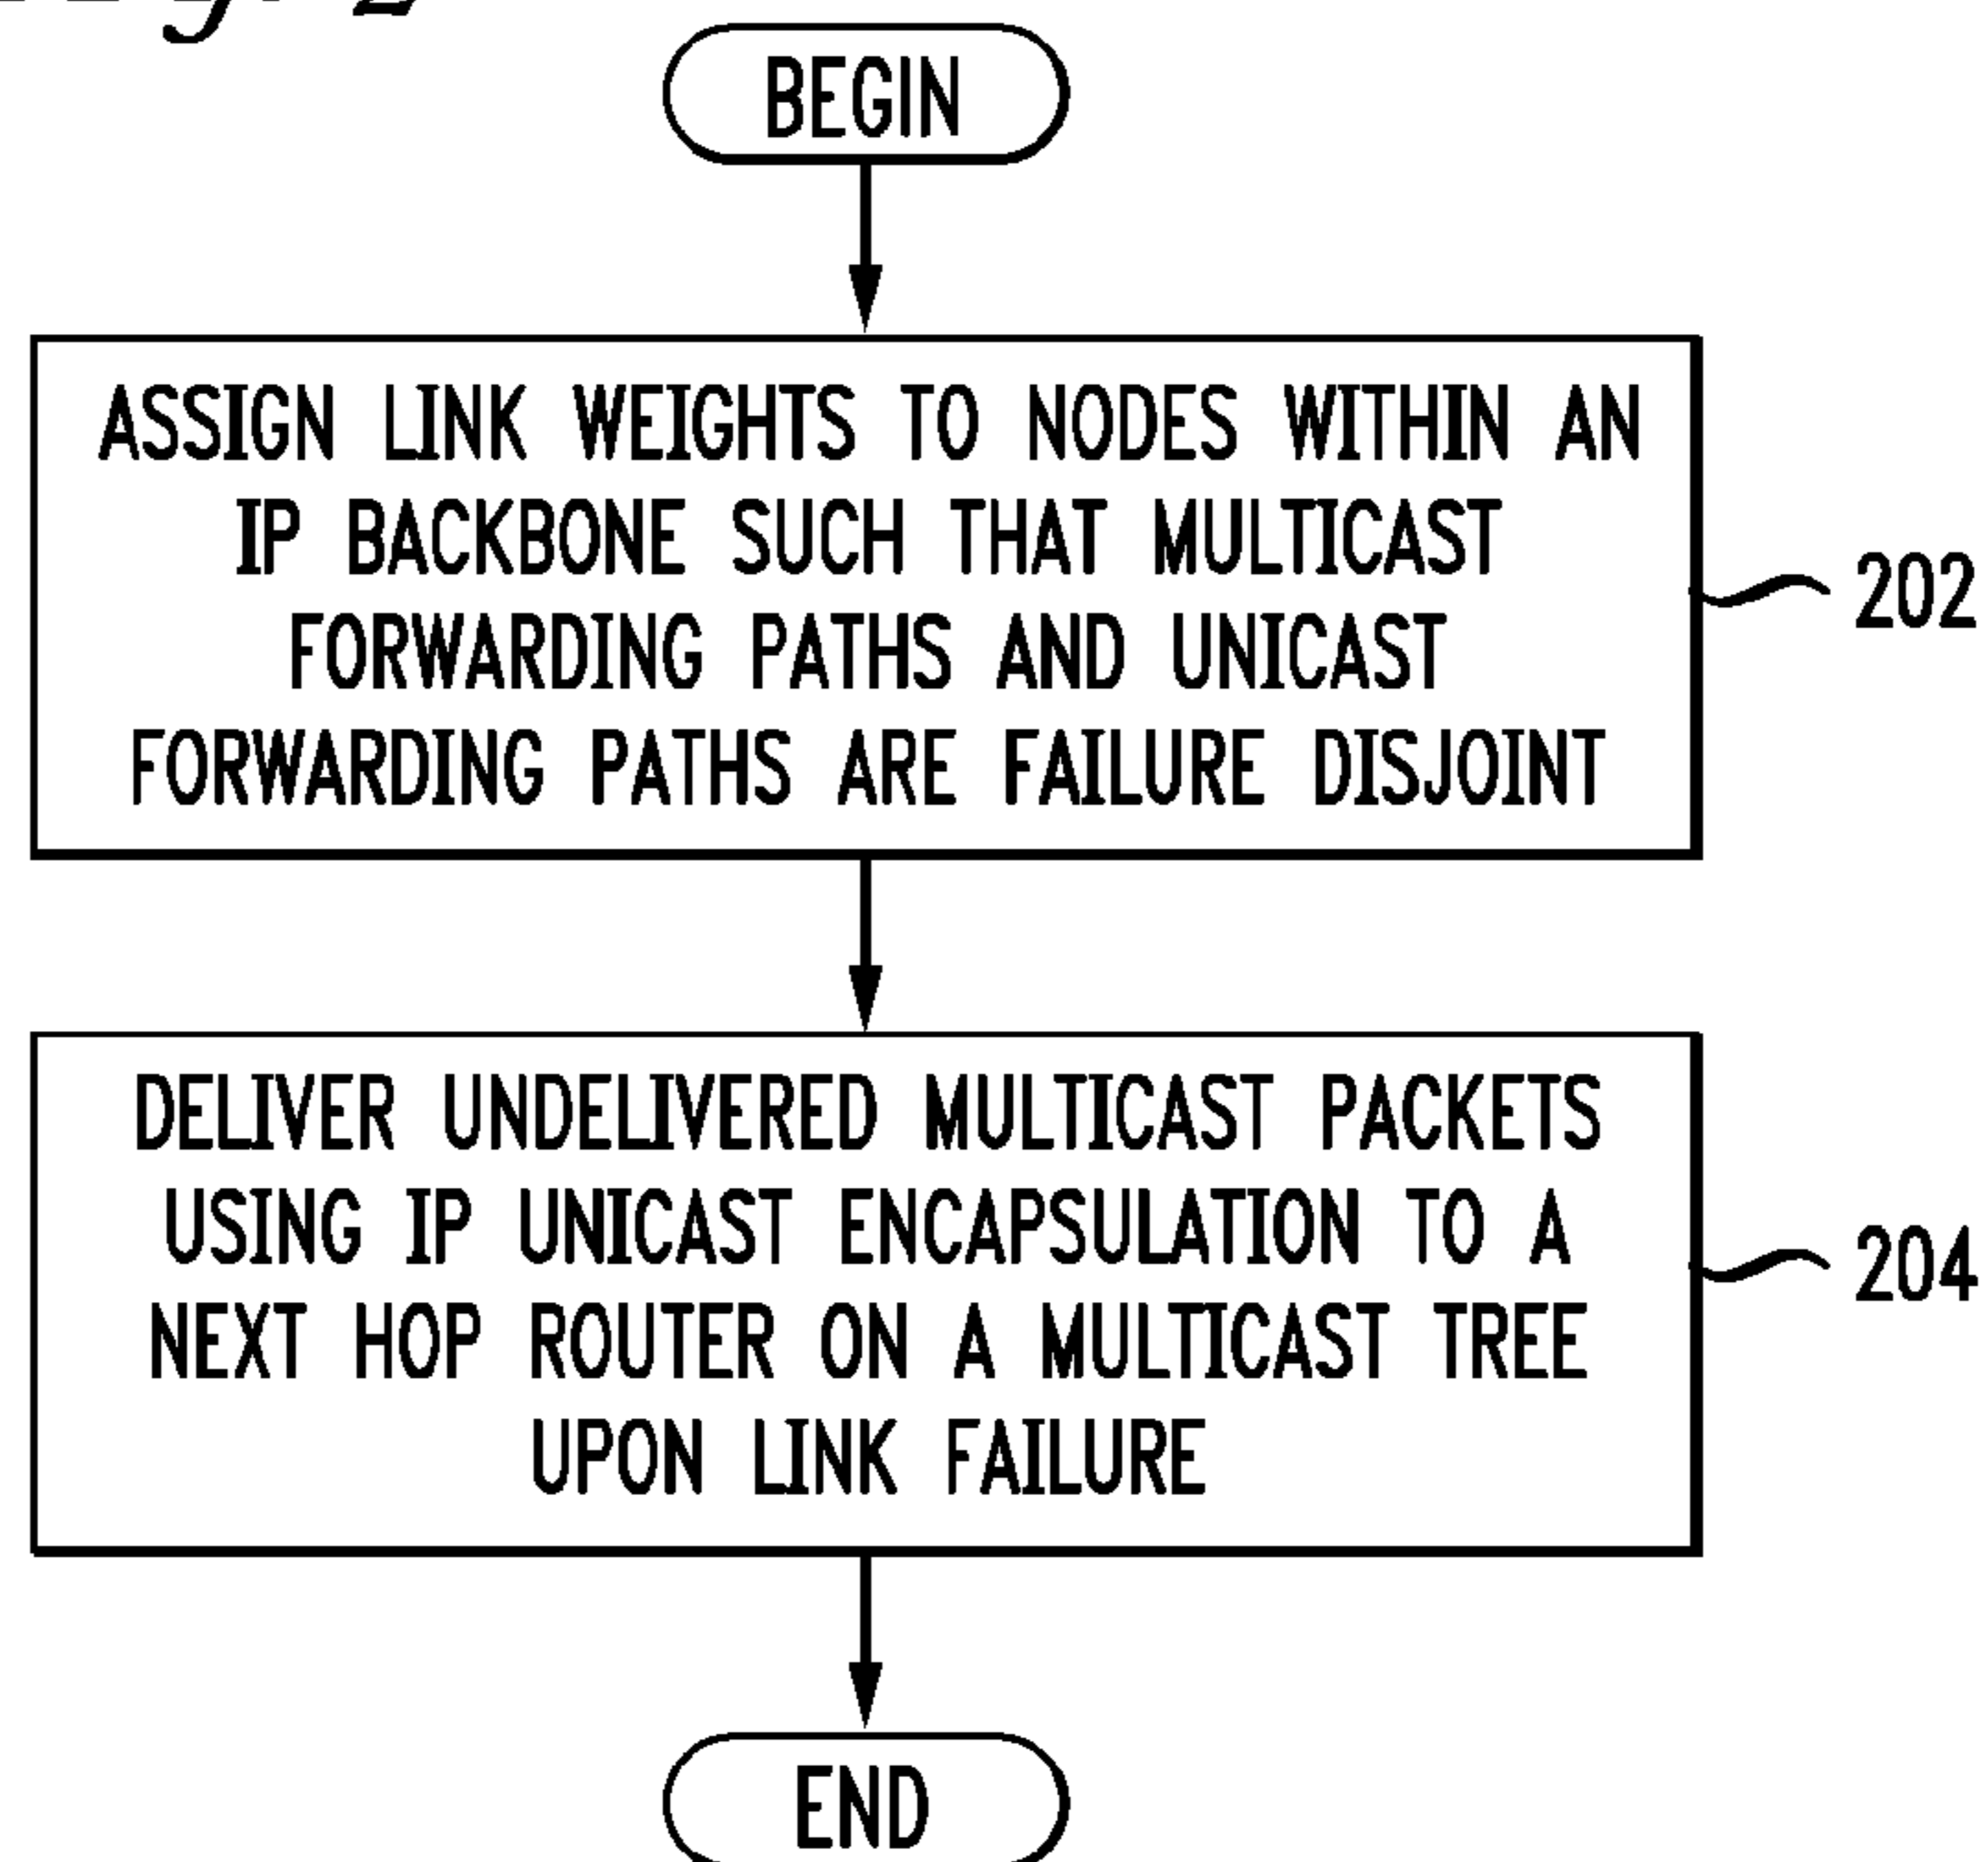 BEGIN
ASSIGN LINK WEIGHTS TO NODES WITHIN AN
IP BACKBONE SUCH THAT MULTICAST
FORWARDING PATHS AND UNICAST
FORWARDING PATHS ARE FAILURE DISJOINT
202
DELIVER UNDELIVERED MULTICAST PACKETS
USING IP UNICAST ENCAPSULATION TO A
NEXT HOP ROUTER ON A MULTICAST TREE
UPON LINK FAILURE
204
END